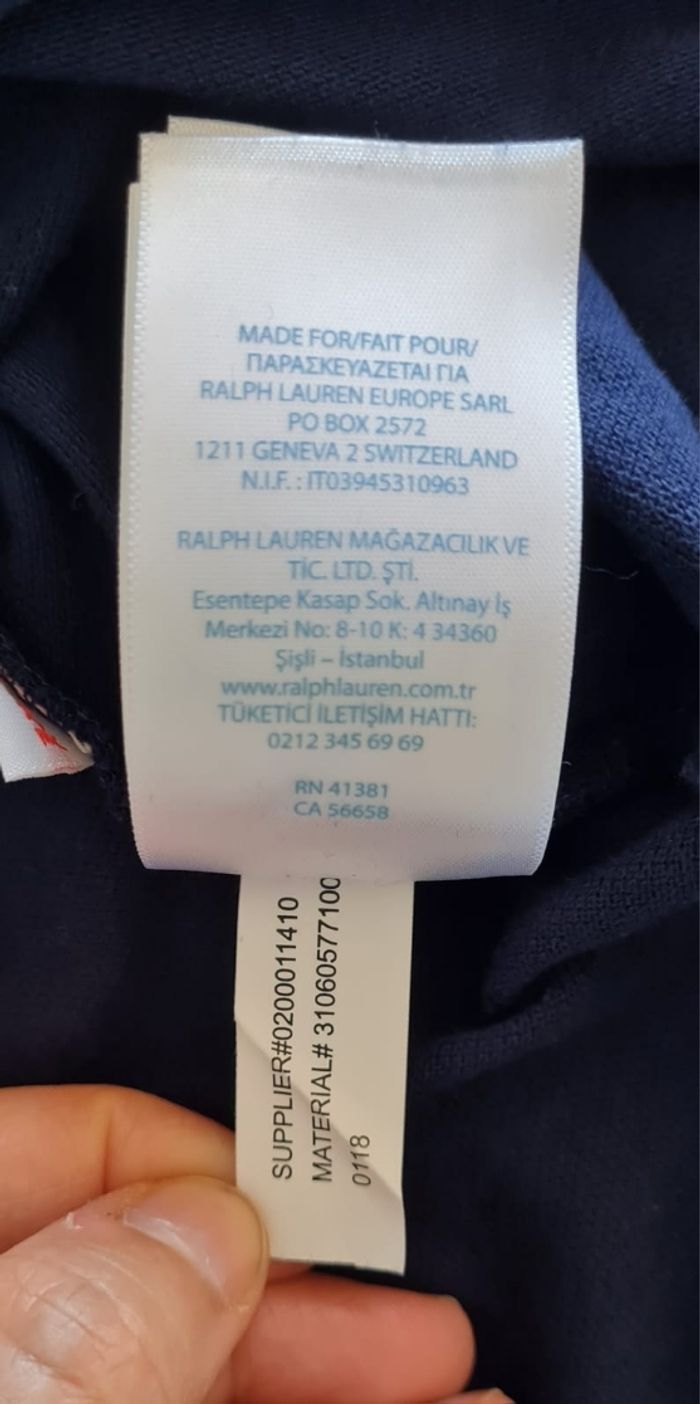 MADE FOR/FAIT POUR/
ΠΑΡΑΣΚΕΥΑΖΕΤΑΙ ΓΙΑ
RALPH LAUREN EUROPE SARL
PO BOX 2572
1211 GENEVA 2 SWITZERLAND
N.I.F. : IT03945310963
RALPH LAUREN MAĞAZACILIK VE
TİC. LTD. ŞTİ.
Esentepe Kasap Sok. Altınay İş
Merkezi No: 8-10 K: 4 34360
Şişli – İstanbul
www.ralphlauren.com.tr
TÜKETİCİ İLETİŞİM HATTI:
0212 345 69 69
RN 41381
CA 56658
SUPPLIER#0200011410
MATERIAL# 31060577100
0118